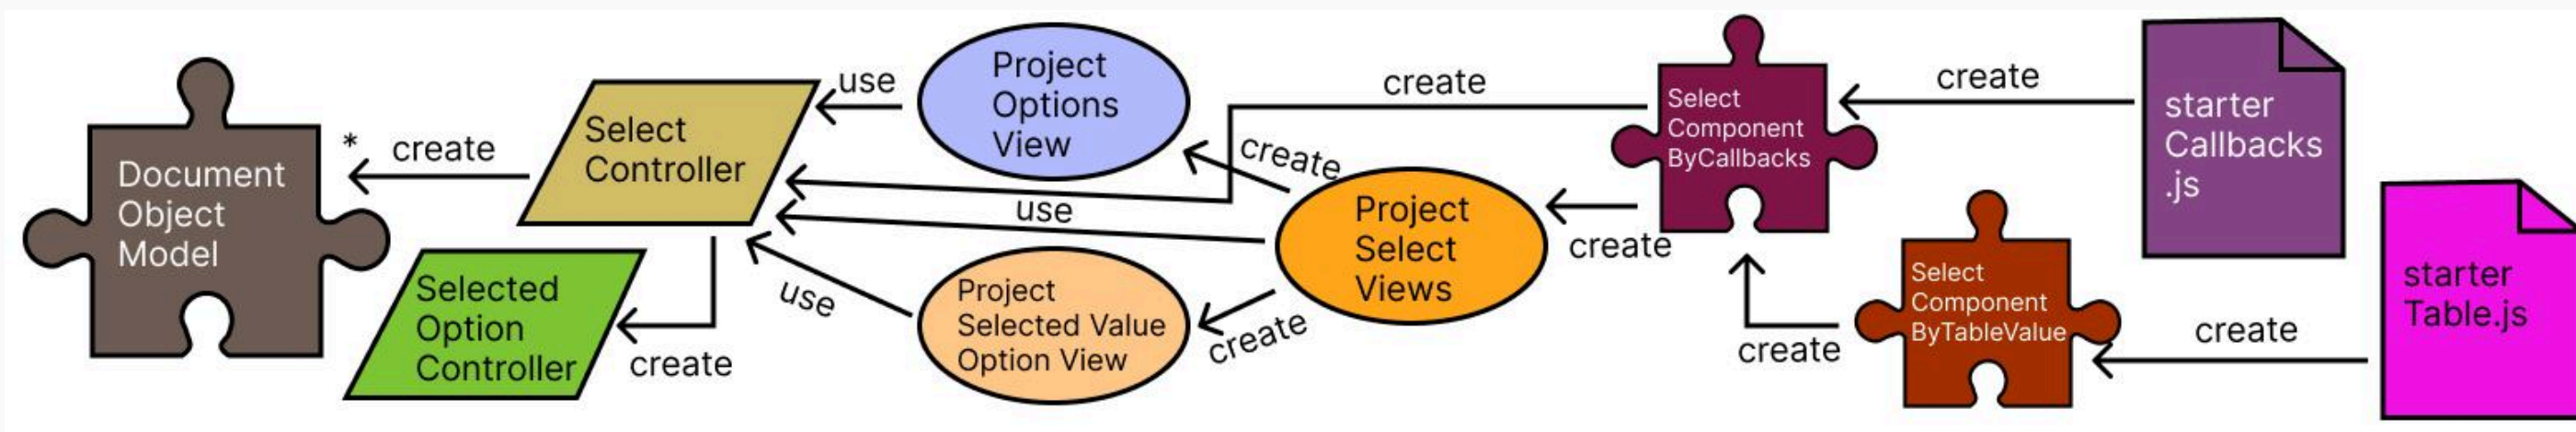 Document
Object
Model
*
create
Select
Controller
Selected
Option
Controller
create
use
Project
Options
View
create
use
use
Project
Selected Value
Option View
create
create
Project
Select
Views
create
Select
Component
ByCallbacks
create
starter
Callbacks
.js
create
Select
Component
ByTableValue
create
starter
Table.js